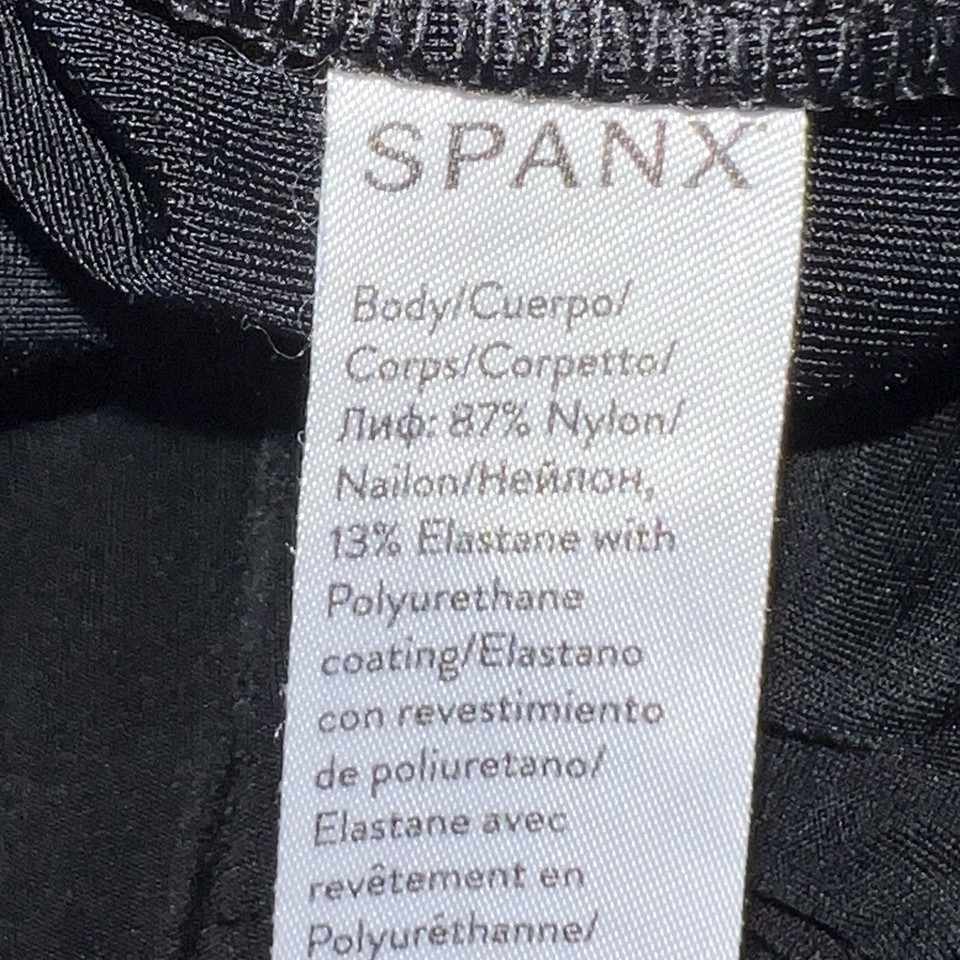 SPANX
Body/Cuerpo/
Corps/Corpetto/
Лиф: 87% Nylon/
Nailon/Нейлон,
13% Elastane with
Polyurethane
coating/Elastano
con revestimiento
de poliuretano/
Elastane avec
revêtement en
Polyuréthanne/